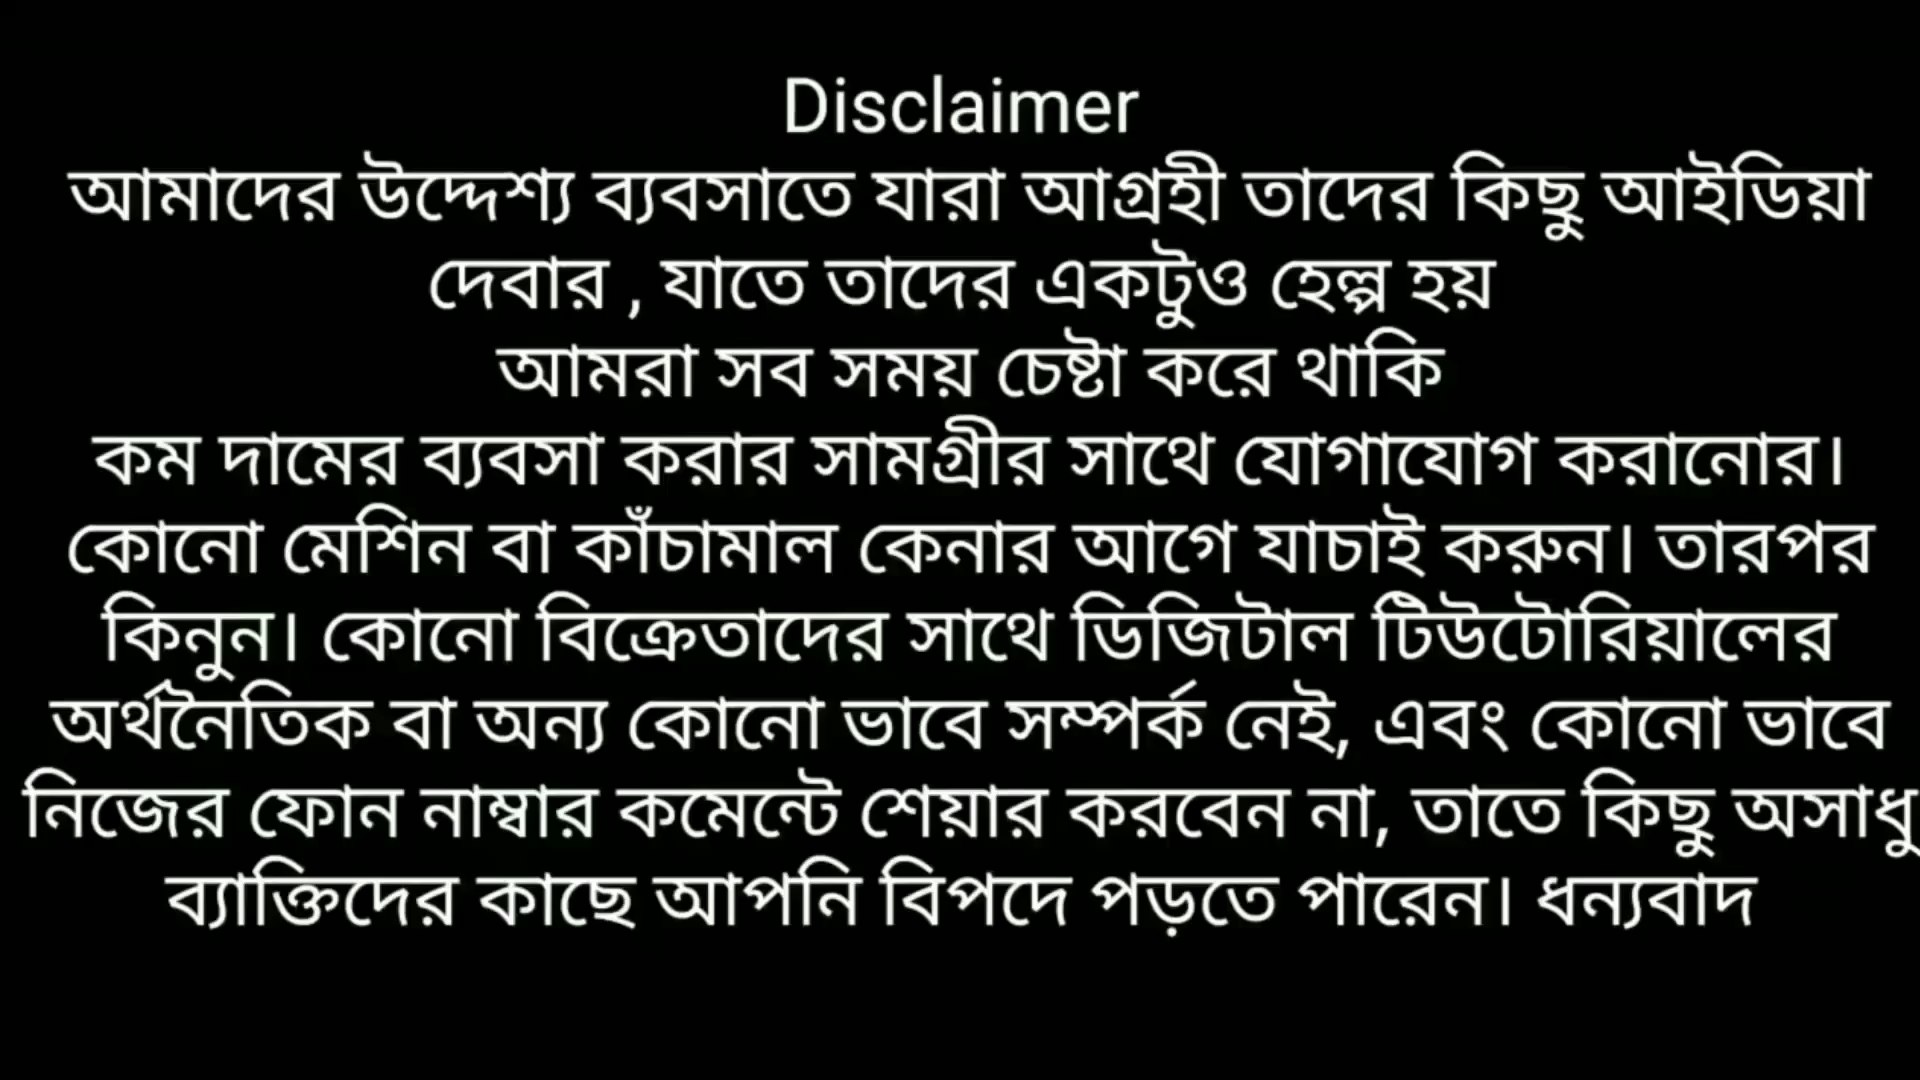 Disclaimer
আমাদের উদ্দেশ্য ব্যবসাতে যারা আগ্রহী তাদের কিছু আইডিয়া
দেবার , যাতে তাদের একটুও হেল্প হয়
আমরা সব সময় চেষ্টা করে থাকি
কম দামের ব্যবসা করার সামগ্রীর সাথে যোগাযোগ করানোর।
কোনো মেশিন বা কাঁচামাল কেনার আগে যাচাই করুন। তারপর
কিনুন। কোনো বিক্রেতাদের সাথে ডিজিটাল টিউটোরিয়ালের
অর্থনৈতিক বা অন্য কোনো ভাবে সম্পর্ক নেই, এবং কোনো ভাবে
নিজের ফোন নাম্বার কমেন্টে শেয়ার করবেন না, তাতে কিছু অসাধু
ব্যাক্তিদের কাছে আপনি বিপদে পড়তে পারেন। ধন্যবাদ